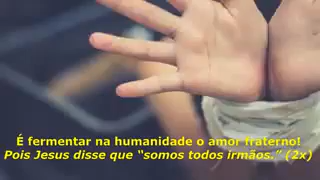 É fermentar na humanidade o amor fraterno!
Pois Jesus disse que “somos todos irmãos.” (2x)